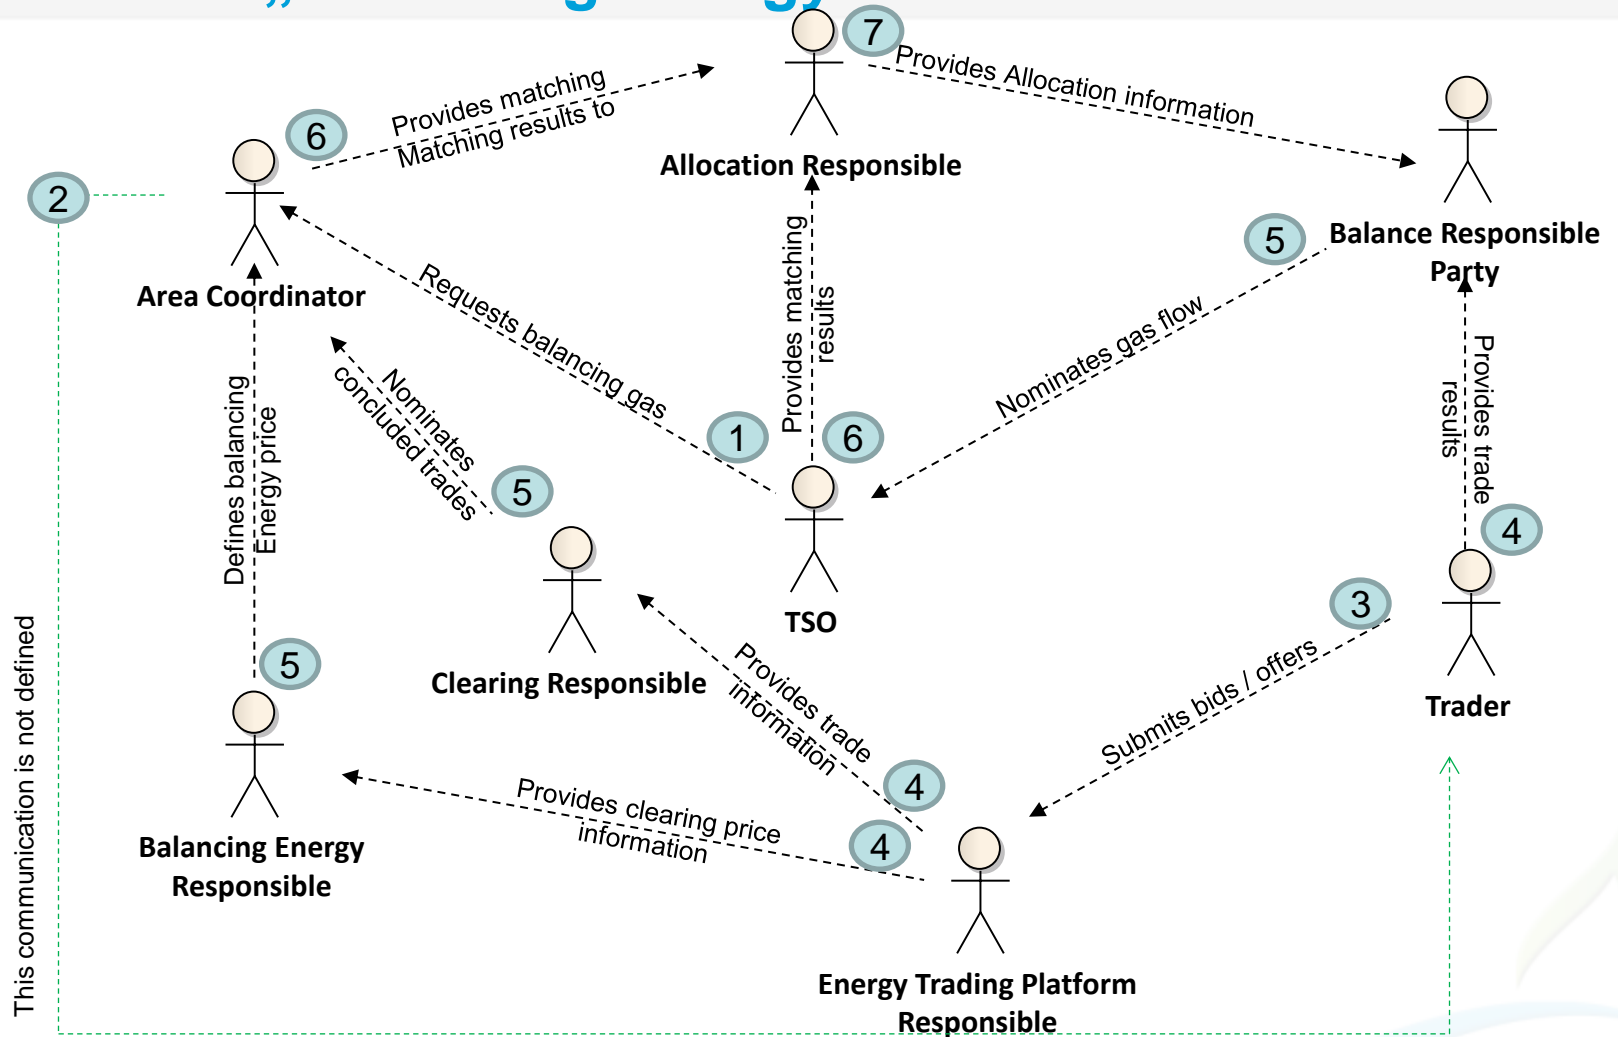 7
Provides Allocation information
Provides matching
Matching results to
6
Allocation Responsible
2
5
Balance Responsible
Party
Area Coordinator
Requests balancing gas
Provides matching
results
Nominates gas flow
Provides trade
results
Nominates
concluded trades
Defines balancing
Energy price
1
6
5
4
TSO
3
Clearing Responsible
5
Provides trade
information
Submits bids / offers
Trader
This communication is not defined
4
Provides clearing price
information
4
Balancing Energy
Responsible
Energy Trading Platform
Responsible